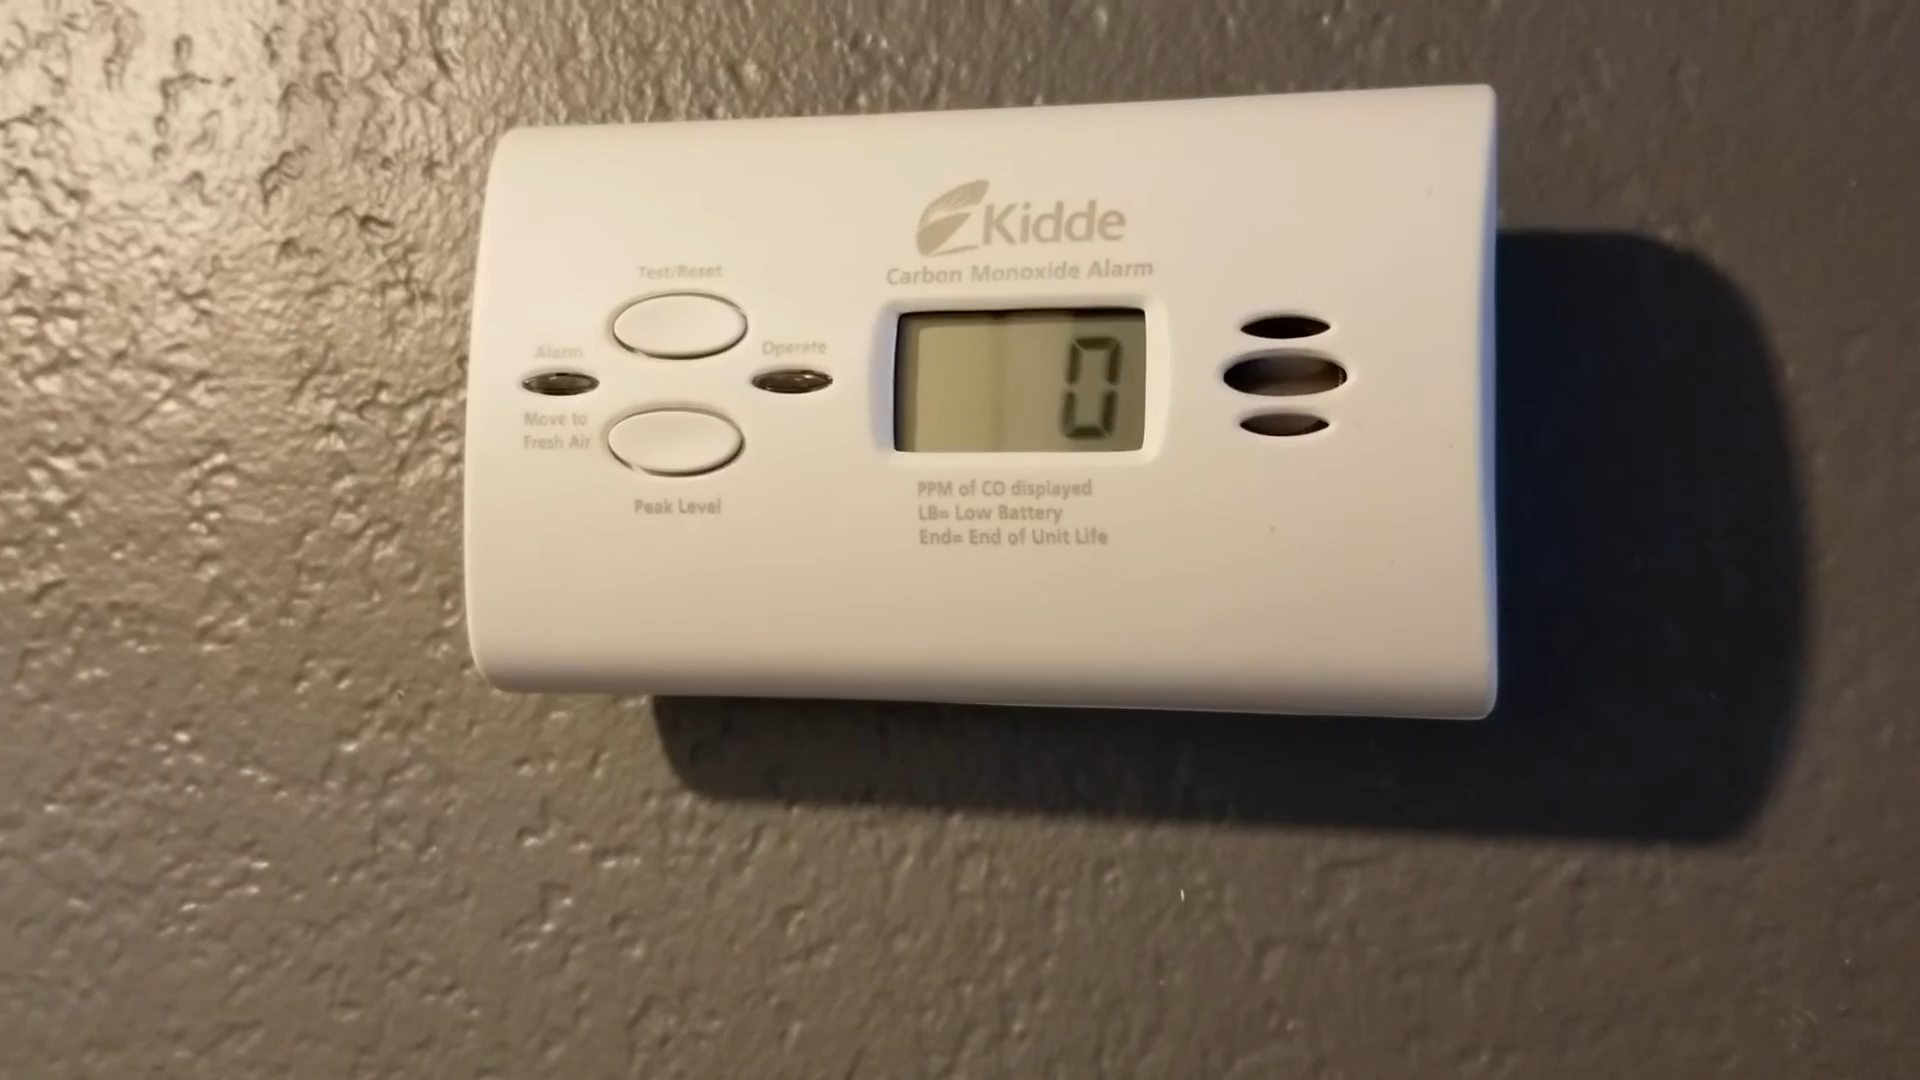 Kidde
Carbon Monoxide Alarm
Test/Reset
Alarm
Operate
0
Move to
Fresh Air
Peak Level
PPM of CO displayed
LB= Low Battery
End= End of Unit Life